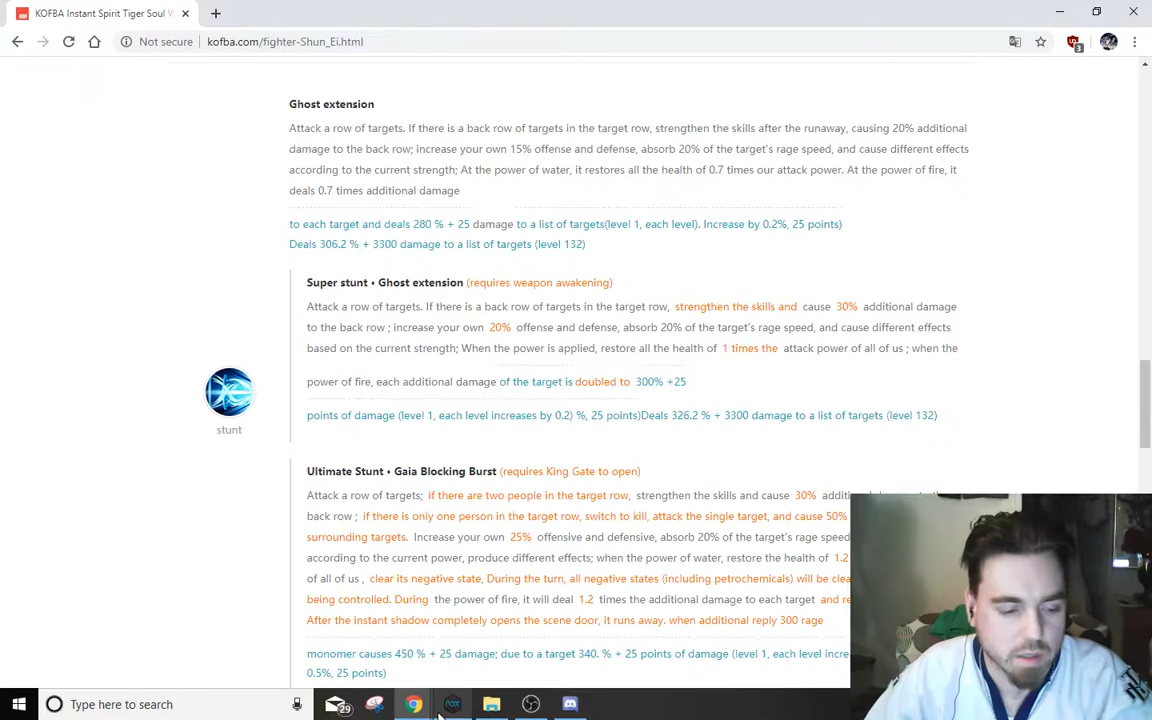 KOFBA Instant Spirit Tiger Soul W
Not secure
kofba.com/fighter-Shun_Ei.html
3
Ghost extension
Attack a row of targets. If there is a back row of targets in the target row, strengthen the skills after the runaway, causing 20% additional
damage to the back row; increase your own 15% offense and defense, absorb 20% of the target's rage speed, and cause different effects
according to the current strength; At the power of water, it restores all the health of 0.7 times our attack power. At the power of fire, it
deals 0.7 times additional damage
to each target and deals 280 % + 25 damage to a list of targets(level 1, each level). Increase by 0.2%, 25 points)
Deals 306.2 % + 3300 damage to a list of targets (level 132)
Super stunt • Ghost extension (requires weapon awakening)
Attack a row of targets. If there is a back row of targets in the target row, strengthen the skills and cause 30% additional damage
to the back row ; increase your own 20% offense and defense, absorb 20% of the target's rage speed, and cause different effects
based on the current strength; When the power is applied, restore all the health of 1 times the attack power of all of us ; when the
power of fire, each additional damage of the target is doubled to 300% +25
points of damage (level 1, each level increases by 0.2) %, 25 points)Deals 326.2 % + 3300 damage to a list of targets (level 132)
stunt
Ultimate Stunt • Gaia Blocking Burst (requires King Gate to open)
Attack a row of targets; if there are two people in the target row, strengthen the skills and cause 30%
back row ; if there is only one person in the target row, switch to kill, attack the single target, and cause 50%
surrounding targets. Increase your own 25% offensive and defensive, absorb 20% of the target's rage speed
according to the current power, produce different effects; when the power of water, restore the health of 1.2
of all of us , clear its negative state, During the turn, all negative states (including petrochemicals) will be
being controlled. During the power of fire, it will deal 1.2 times the additional damage to each target and
After the instant shadow completely opens the scene door, it runs away. when additional reply 300 rage
monomer causes 450 % + 25 damage; due to a target 340. % + 25 points of damage (level 1, each level
0.5%, 25 points)
Type here to search
29
nox